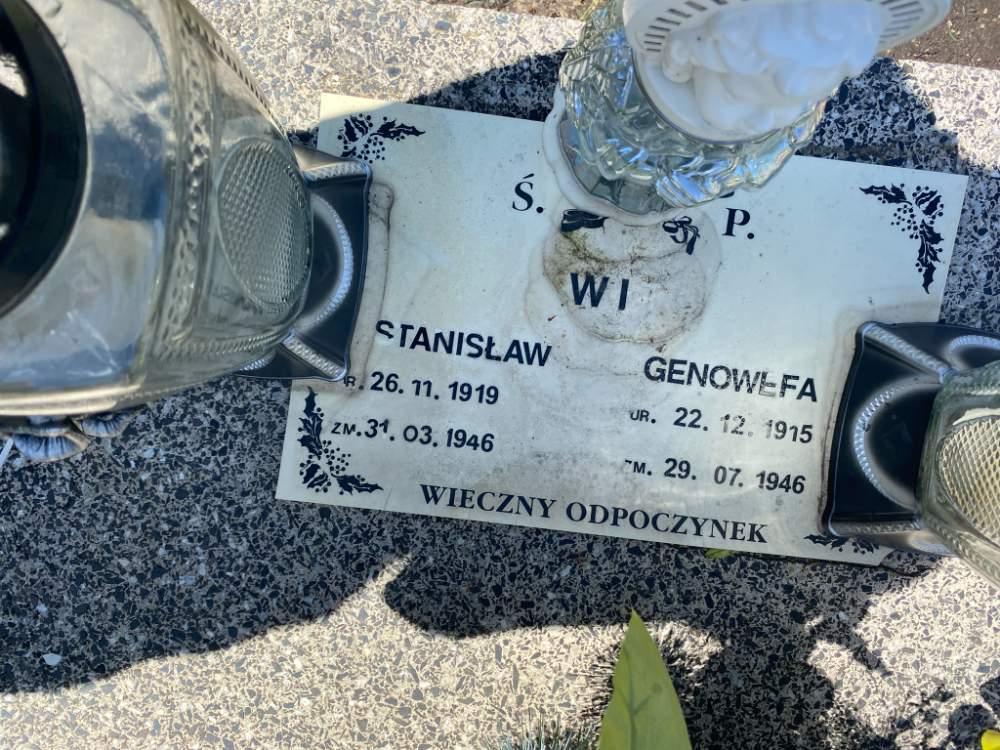 Ś. P.
WI
STANISŁAW
R. 26. 11. 1919
ZM. 31. 03. 1946
GENOWEFA
UR. 22. 12. 1915
ZM. 29. 07. 1946
WIECZNY ODPOCZYNEK